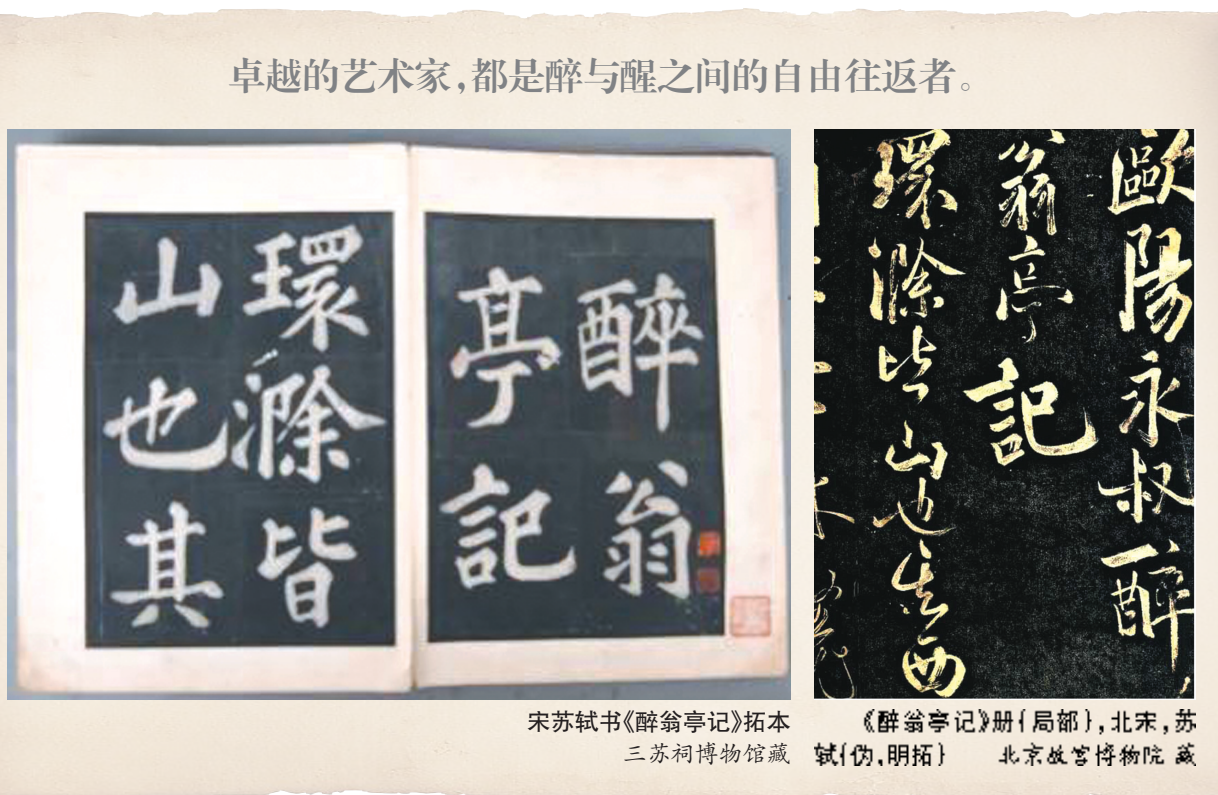 卓越的艺术家，都是醉与醒之间的自由往返者。
醉翁
亭記
環滁皆
山也其
歐陽永叔醉
翁亭記
環滁皆山也其西
宋苏轼书《醉翁亭记》拓本
三苏祠博物馆藏
《醉翁亭记》册{局部}，北宋，苏
轼{伪，明拓} 北京故宫博物院 藏